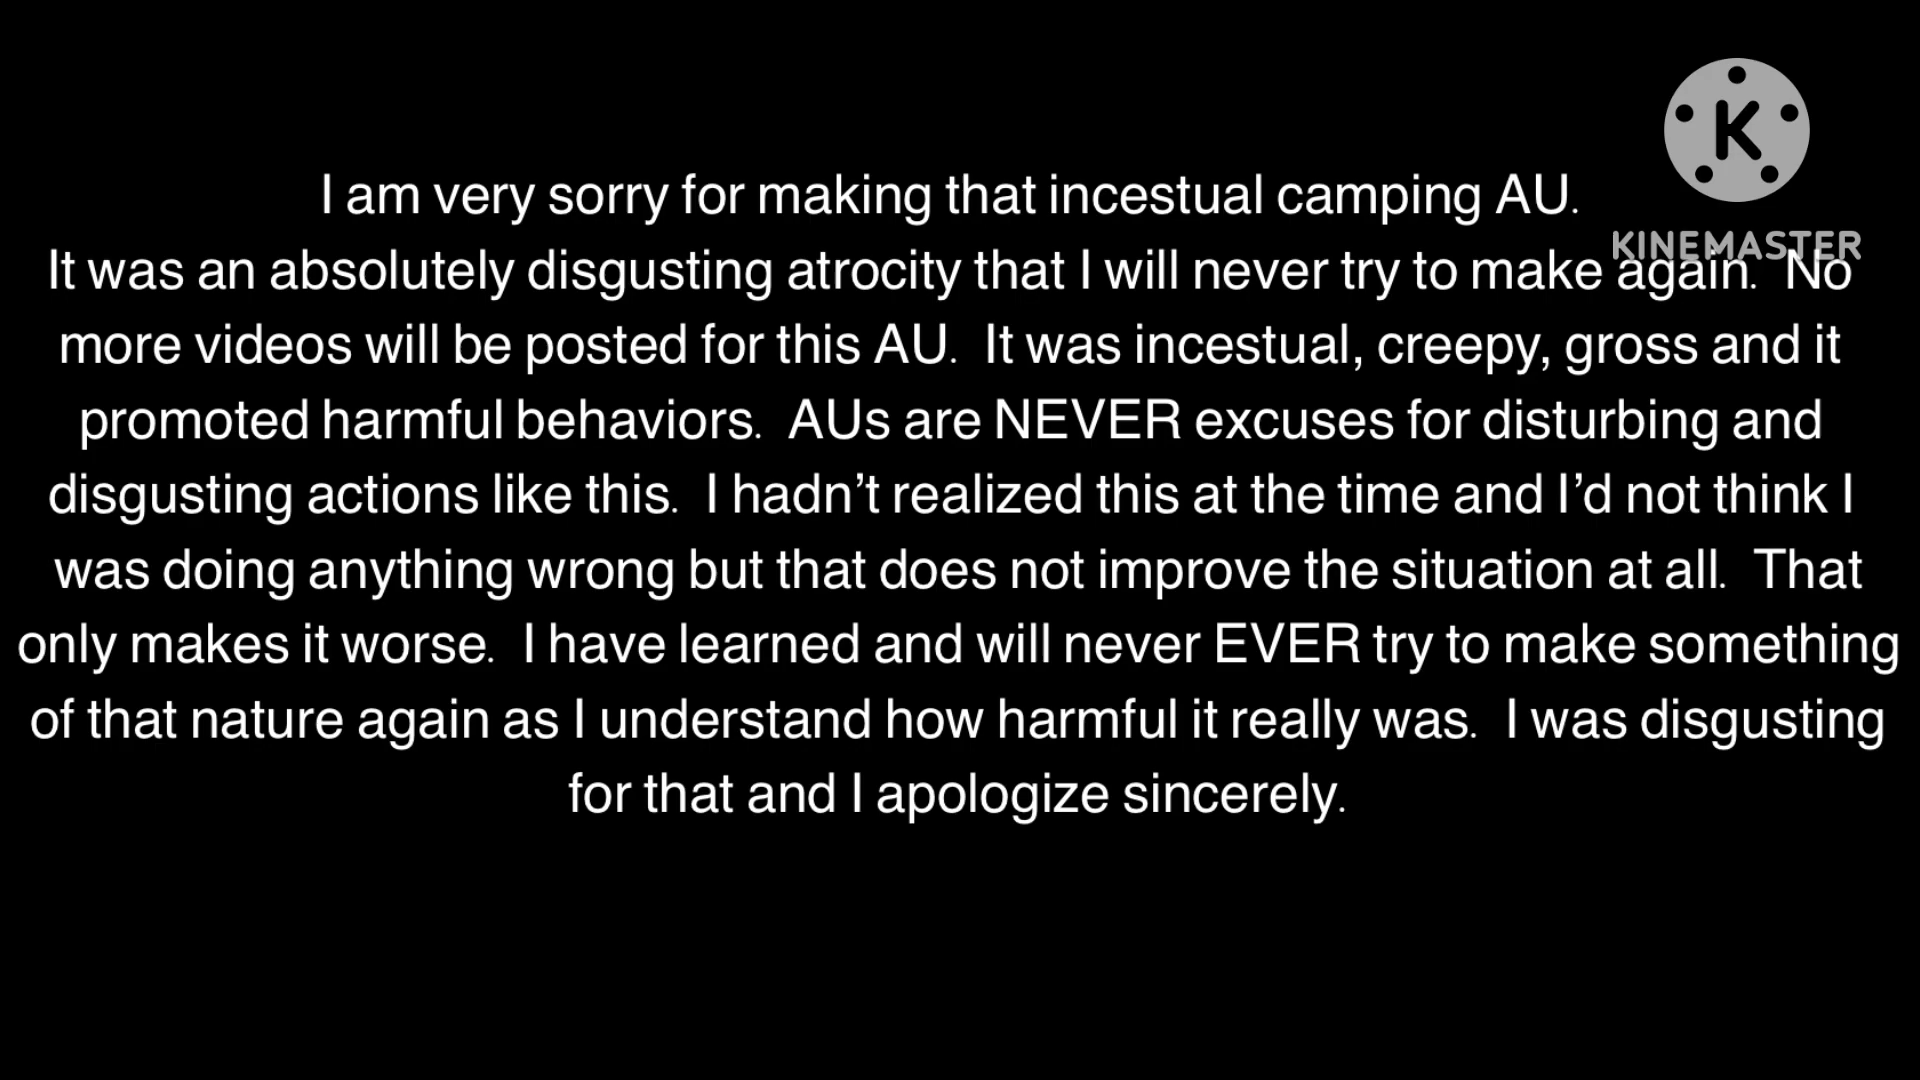 I am very sorry for making that incestual camping AU.
KINEMASTER
It was an absolutely disgusting atrocity that I will never try to make again.  No
more videos will be posted for this AU.  It was incestual, creepy, gross and it
promoted harmful behaviors.  AUs are NEVER excuses for disturbing and
disgusting actions like this.  I hadn’t realized this at the time and I’d not think I
was doing anything wrong but that does not improve the situation at all.  That
only makes it worse.  I have learned and will never EVER try to make something
of that nature again as I understand how harmful it really was.  I was disgusting
for that and I apologize sincerely.